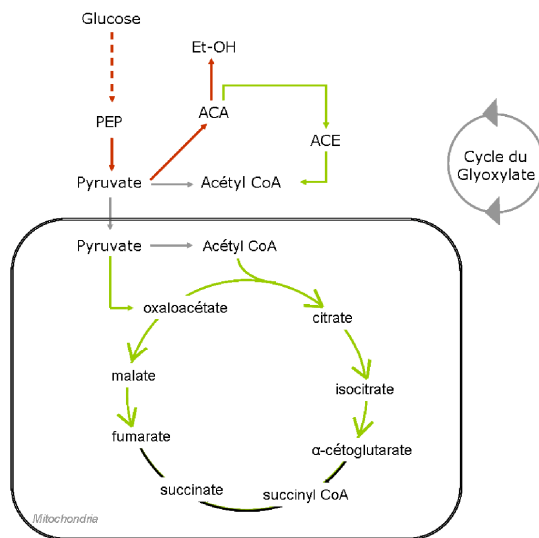 Glucose
Et-OH
PEP
ACA
ACE
Cycle du
Glyoxylate
Pyruvate
Acétyl CoA
Pyruvate
Acétyl CoA
oxaloacétate
citrate
malate
isocitrate
fumarate
α-cétoglutarate
succinate
succinyl CoA
Mitochondria